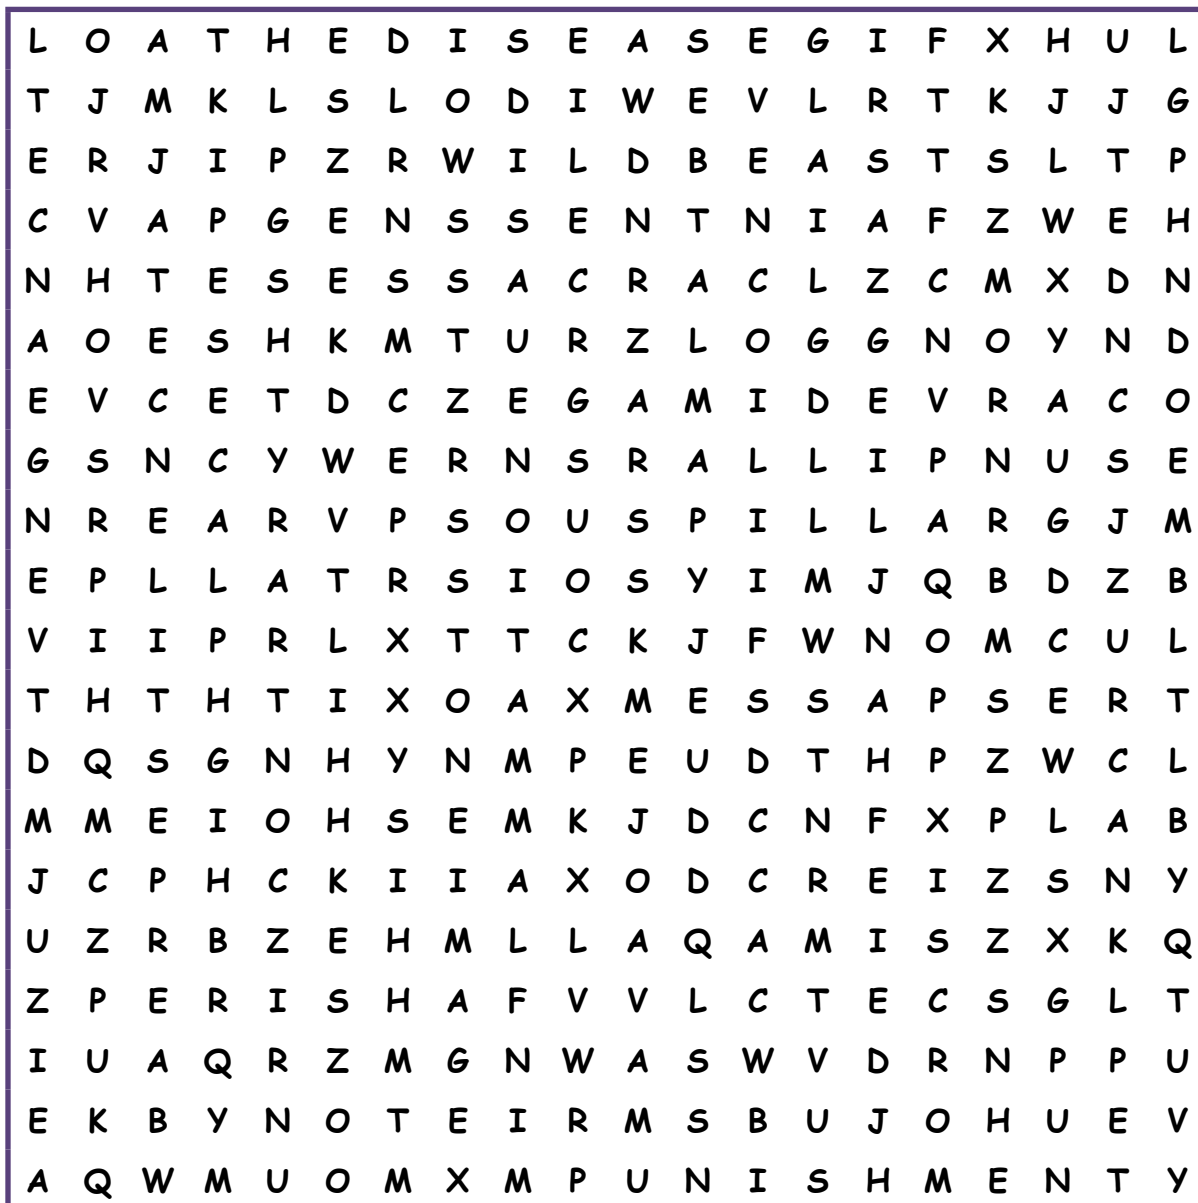 L O A T H E D I S E A S E G I F X H U L
T J M K L S L O D I W E V L R T K J J G
E R J I P Z R W I L D B E A S T S L T P
C V A P G E N S S E N T N I A F Z W E H
N H T E S E S S A C R A C L Z C M X D N
A O E S H K M T U R Z L O G G N O Y N D
E V C E T D C Z E G A M I D E V R A C O
G S N C Y W E R N S R A L L I P N U S E
N R E A R V P S O U S P I L L A R G J M
E P L L A T R S I O S Y I M J Q B D Z B
V I I P R L X T T C K J F W N O M C U L
T H T H T I X O A X M E S S A P S E R T
D Q S G N H Y N M P E U D T H P Z W C L
M M E I O H S E M K J D C N F X P L A B
J C P H C K I I A X O D C R E I Z S N Y
U Z R B Z E H M L L A Q A M I S Z X K Q
Z P E R I S H A F V V L C T E C S G L T
I U A Q R Z M G N W A S W V D R N P P U
E K B Y N O T E I R M S B U J O H U E V
A Q W M U O M X M P U N I S H M E N T Y